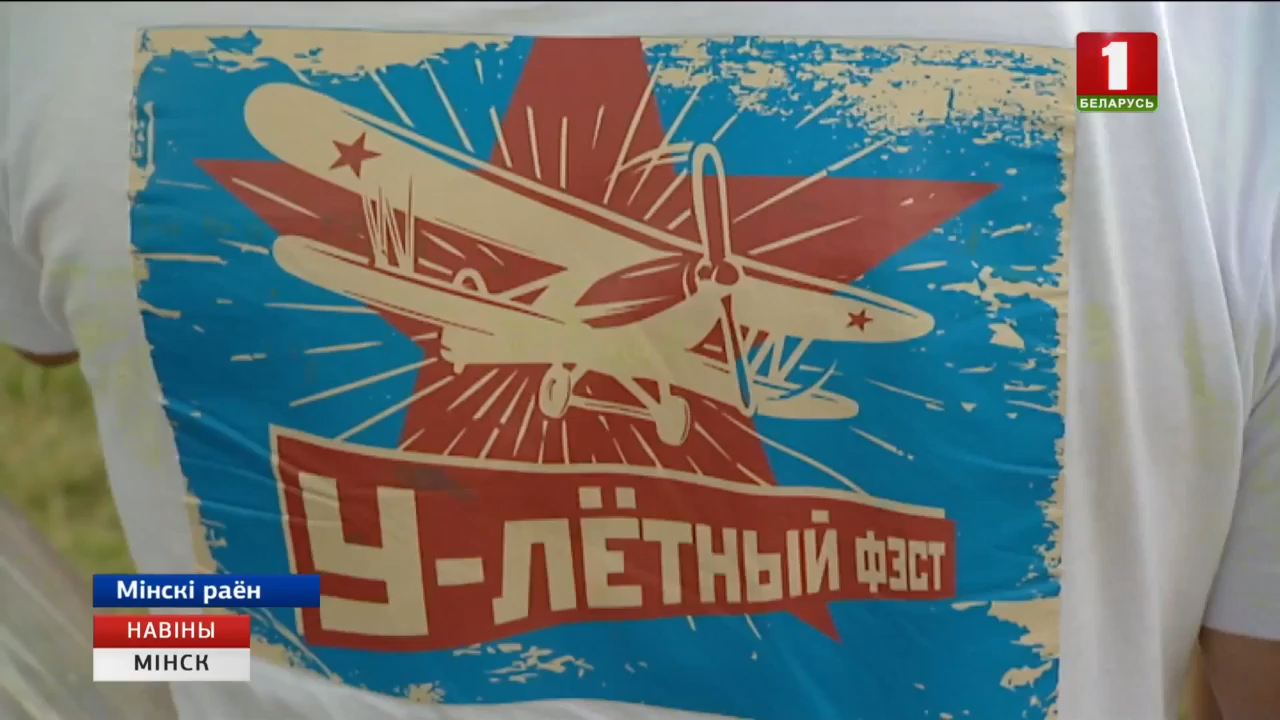 1
БЕЛАРУСЬ
У-ЛЁТНЫЙ ФЭСТ
Мінскі раён
НАВІНЫ
МІНСК